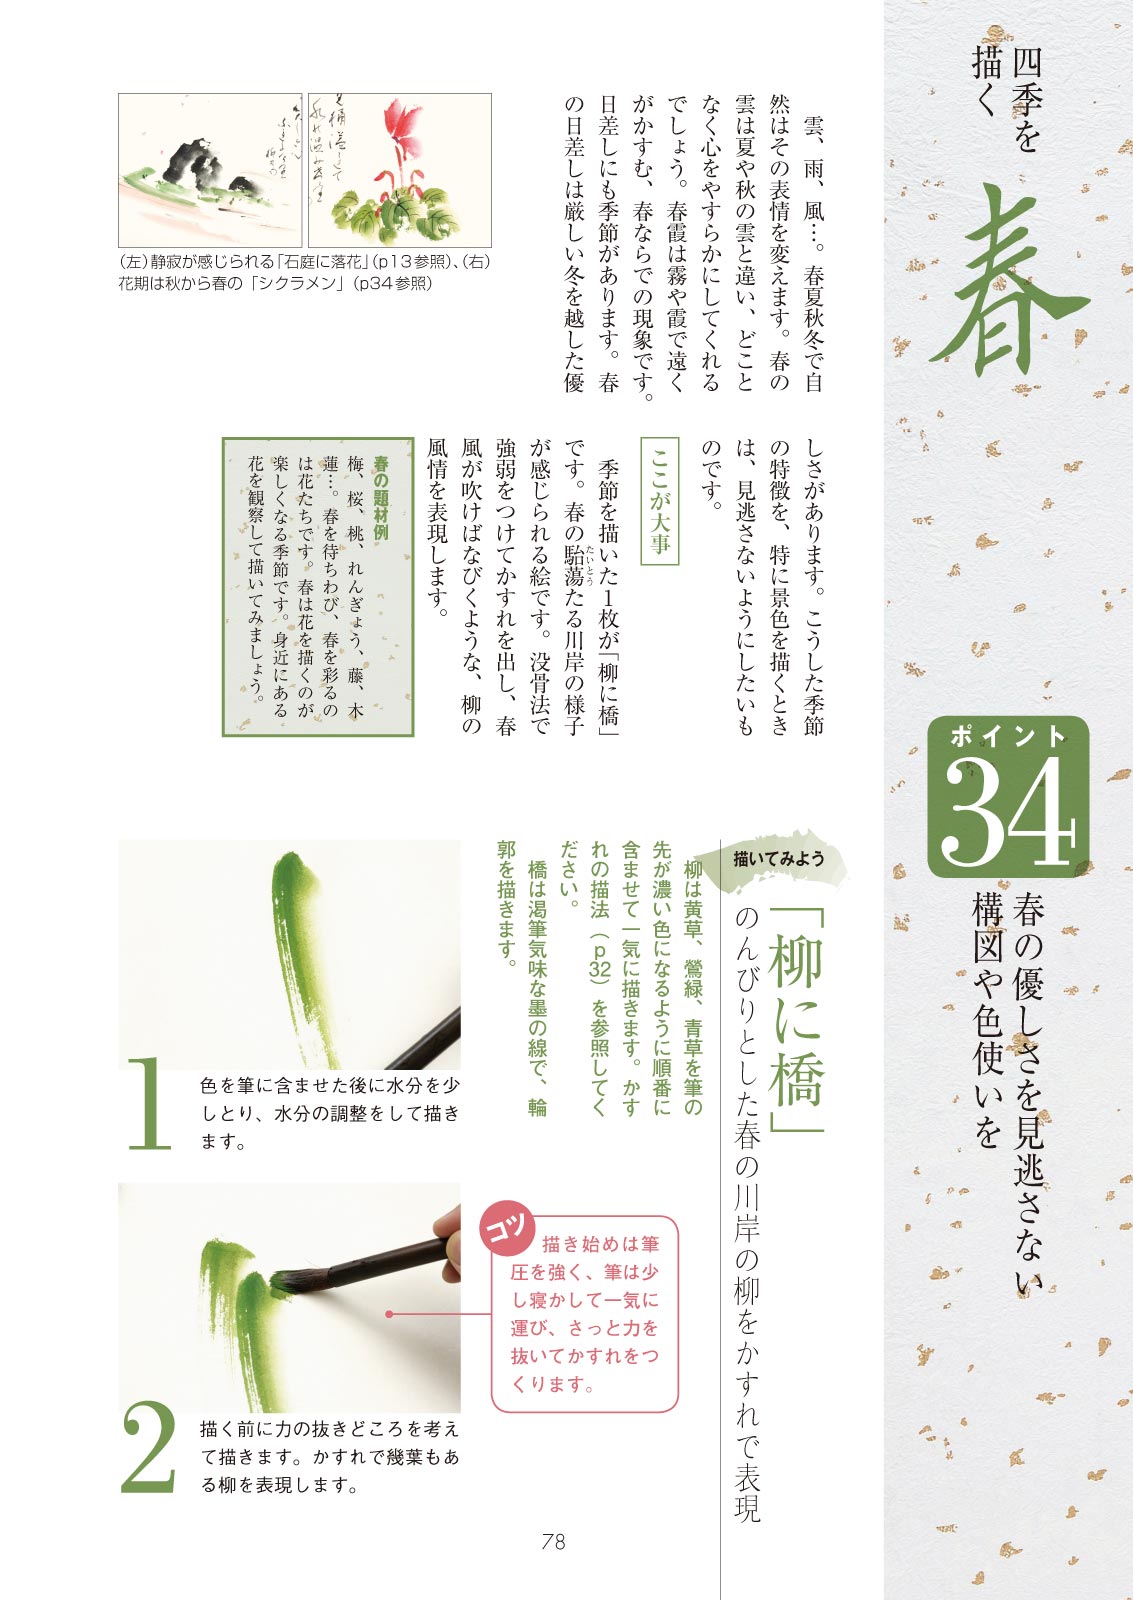 四季を
描く
春
ポイント
34
春の優しさを見逃さない
構図や色使いを
雲、雨、風…。春夏秋冬で自
然はその表情を変えます。春の
雲は夏や秋の雲と違い、どこと
なく心をやすらかにしてくれる
でしょう。春霞は霧や霞で遠く
がかすむ、春ならでの現象です。
日差しにも季節があります。春
の日差しは厳しい冬を越した優
しさがあります。こうした季節
の特徴を、特に景色を描くとき
は、見逃さないようにしたいも
のです。
ここが大事
季節を描いた1枚が「柳に橋」
です。春の駘蕩たる川岸の様子
たいとう
が感じられる絵です。没骨法で
強弱をつけてかすれを出し、春
風が吹けばなびくような、柳の
風情を表現します。
春の題材例
梅、桜、桃、れんぎょう、藤、木
蓮…。春を待ちわび、春を彩るの
は花たちです。春は花を描くのが
楽しくなる季節です。身近にある
花を観察して描いてみましょう。
（左）静寂が感じられる「石庭に落花」（p13参照）、（右）
花期は秋から春の「シクラメン」（p34参照）
描いてみよう
「柳に橋」
のんびりとした春の川岸の柳をかすれで表現
柳は黄草、鶯緑、青草を筆の
先が濃い色になるように順番に
含ませて一気に描きます。かす
れの描法（p32）を参照してく
ださい。
橋は渇筆気味な墨の線で、輪
郭を描きます。
1
色を筆に含ませた後に水分を少
しとり、水分の調整をして描き
ます。
コツ
描き始めは筆
圧を強く、筆は少
し寝かして一気に
運び、さっと力を
抜いてかすれをつ
くります。
2
描く前に力の抜きどころを考え
て描きます。かすれで幾葉もあ
る柳を表現します。
78